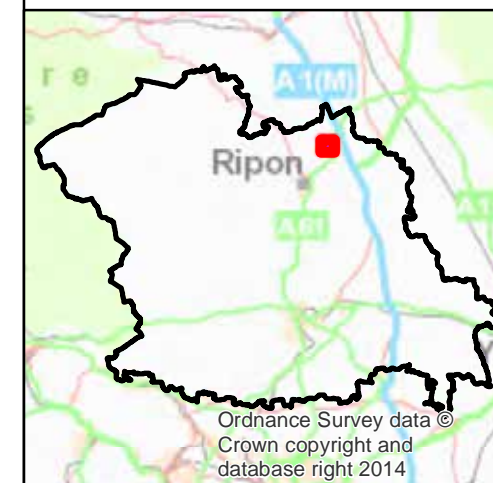 r e
A1(M)
Ripon
A61
A1
Ordnance Survey data ©
Crown copyright and
database right 2014